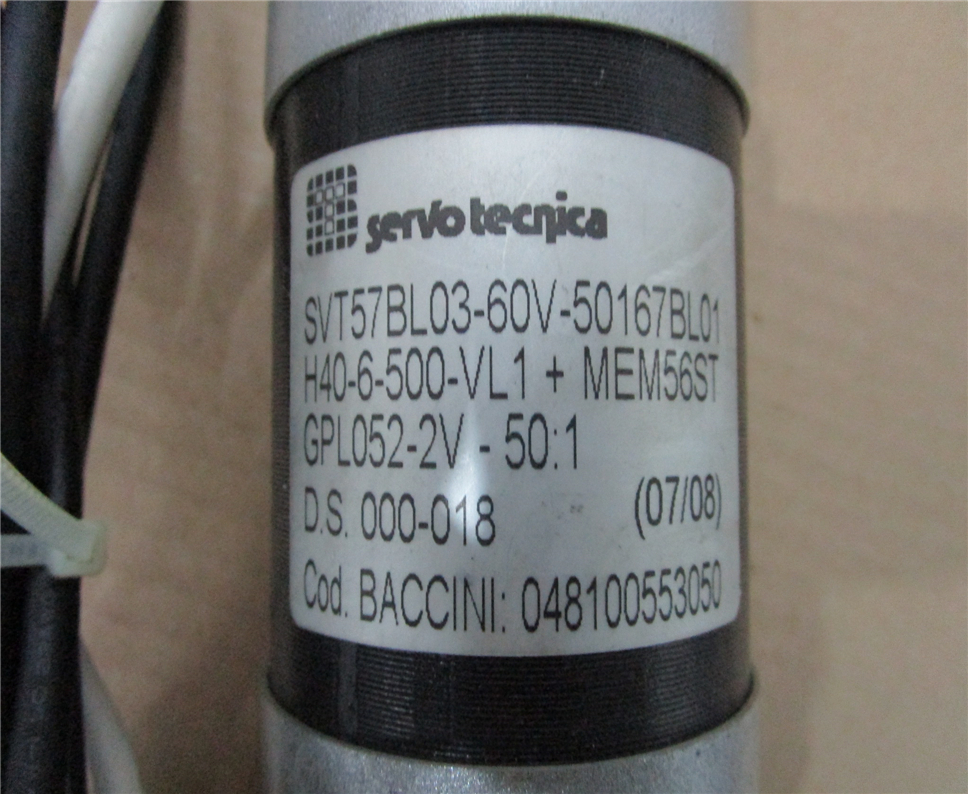 servotecnica
SVT57BL03-60V-50167BL01
H40-6-500-VL1 + MEM56ST
GPL052-2V - 50:1
D.S. 000-018 (07/08)
Cod. BACCINI: 048100553050